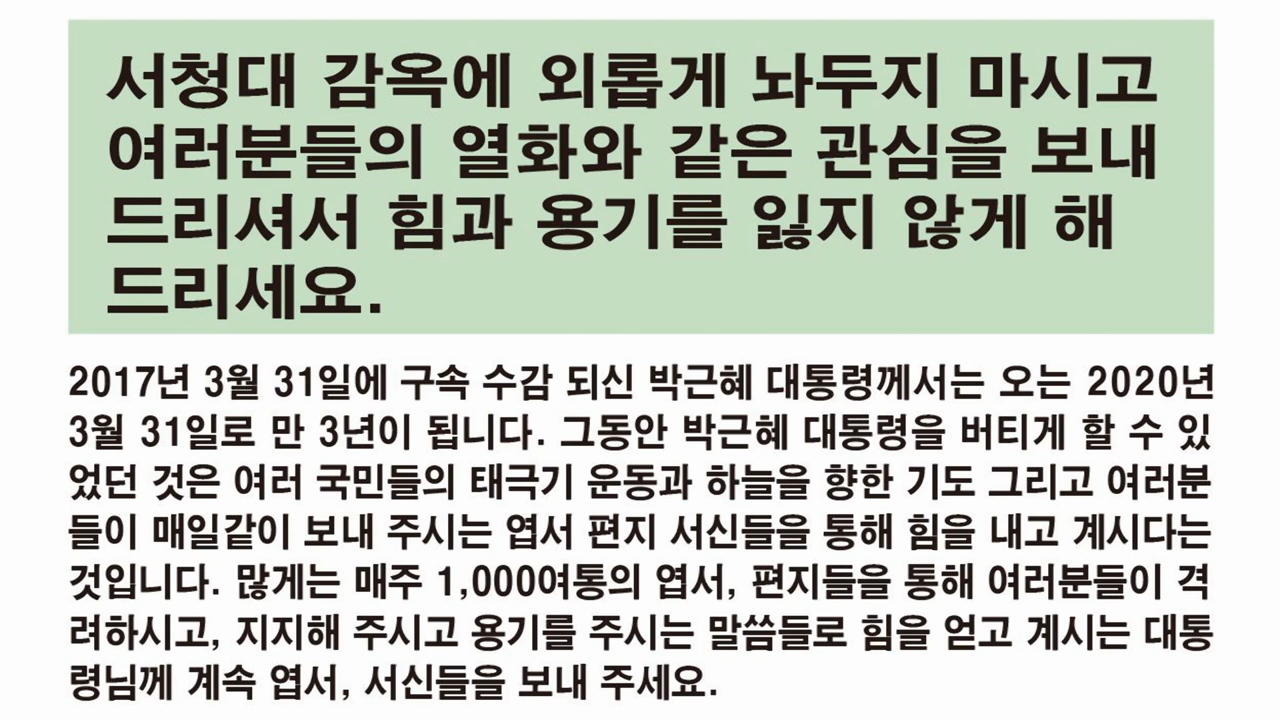 서청대 감옥에 외롭게 놔두지 마시고
여러분들의 열화와 같은 관심을 보내
드리셔서 힘과 용기를 잃지 않게 해
드리세요.
2017년 3월 31일에 구속 수감 되신 박근혜 대통령께서는 오는 2020년
3월 31일로 만 3년이 됩니다. 그동안 박근혜 대통령을 버티게 할 수 있
었던 것은 여러 국민들의 태극기 운동과 하늘을 향한 기도 그리고 여러분
들이 매일같이 보내 주시는 엽서 편지 서신들을 통해 힘을 내고 계시다는
것입니다. 많게는 매주 1,000여통의 엽서, 편지들을 통해 여러분들이 격
려하시고, 지지해 주시고 용기를 주시는 말씀들로 힘을 얻고 계시는 대통
령님께 계속 엽서, 서신들을 보내 주세요.